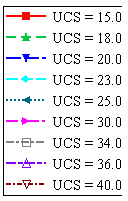 UCS = 15.0
UCS = 18.0
UCS = 20.0
UCS = 23.0
UCS = 25.0
UCS = 30.0
UCS = 34.0
UCS = 36.0
UCS = 40.0